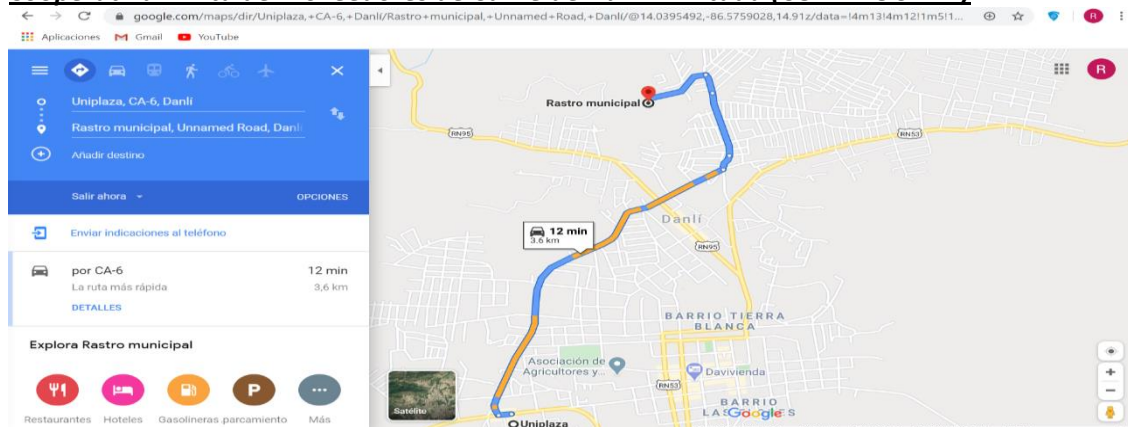 google.com/maps/dir/Uniplaza,+CA-6,+Danlí/Rastro+municipal,+Unnamed+Road,+Danlí/@14.0395492,-86.5759028,14.91z/data=!4m13!4m12!1m5!1...
R
Aplicaciones
Gmail
YouTube
Uniplaza, CA-6, Danlí
Rastro municipal, Unnamed Road, Danlí
Añadir destino
Salir ahora
OPCIONES
Enviar indicaciones al teléfono
por CA-6
12 min
La ruta más rápida
3,6 km
DETALLES
Explora Rastro municipal
Restaurantes
Hoteles
Gasolineras
parcamiento
Más
P
R
Rastro municipal
RN95
RN53
Danlí
12 min
3,6 km
RN95
BARRIO TIERRA
BLANCA
Asociación de
Agricultores y...
Davivienda
RN53
BARRIO
Google
Satélite
Uniplaza